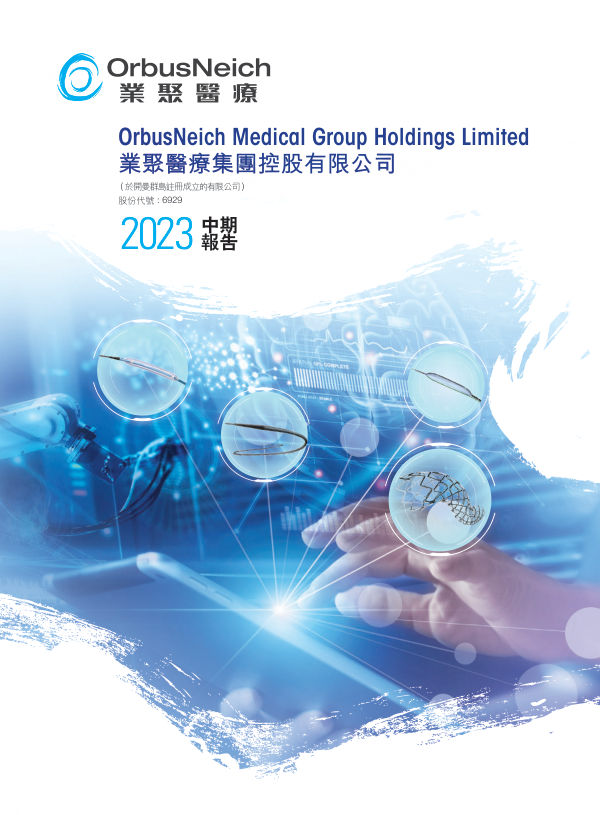 OrbusNeich
業聚醫療
OrbusNeich Medical Group Holdings Limited
業聚醫療集團控股有限公司
（於開曼群島註冊成立的有限公司）
股份代號：6929
2023 中期
報告
COMPLETE